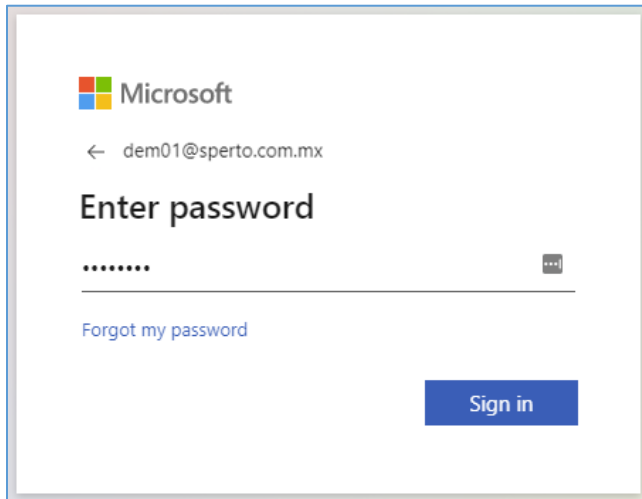 Microsoft
← dem01@sperto.com.mx
Enter password
••••••••
Forgot my password
Sign in